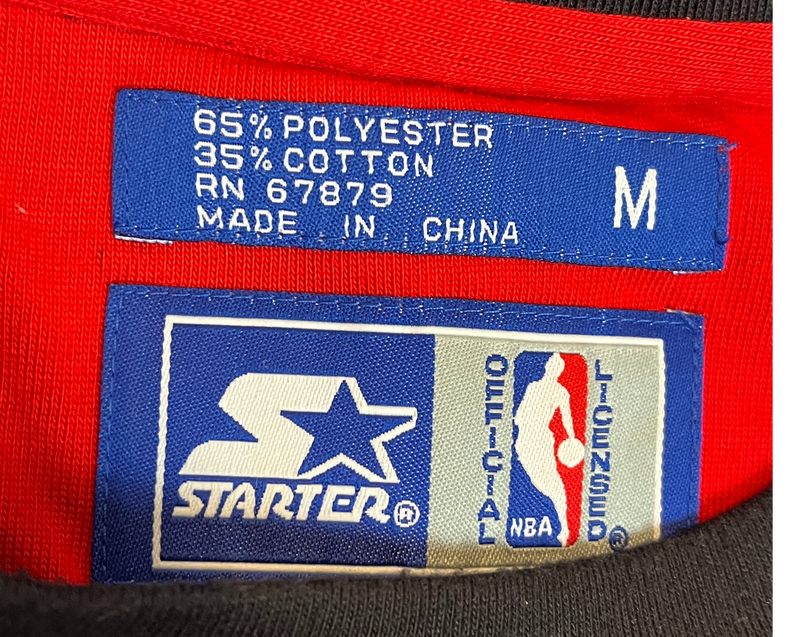 65% POLYESTER
35% COTTON
RN 67879
MADE IN CHINA
M
STARTER®
OFFICIAL
NBA
LICENSED®